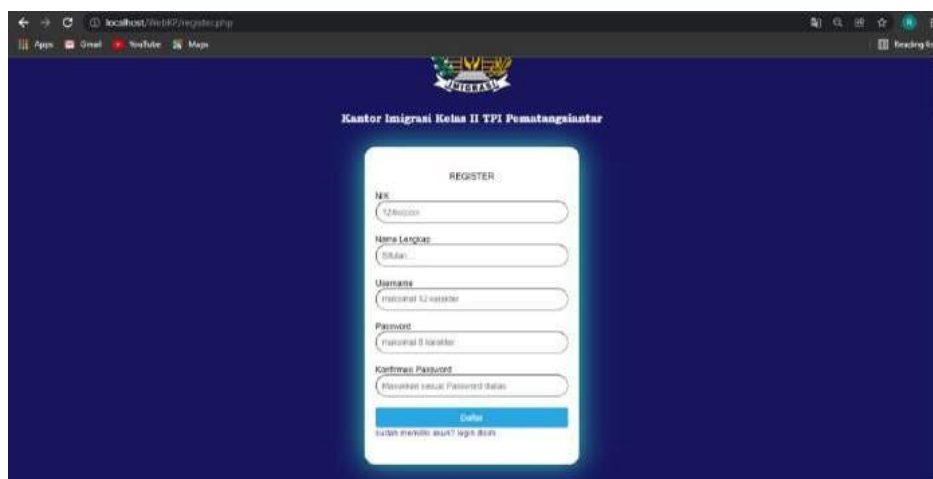 localhost/WebKP/register.php
Apps Gmail YouTube Maps Reading
IMIGRASI
Kantor Imigrasi Kelas II TPI Pematangsiantar
REGISTER
NIK
Nama Lengkap
Sifulan...
Username
maksimal 12 karakter
Password
maksimal 8 karakter
Konfirmasi Password
Masukkan sesuai Password diatas
Daftar
sudah memiliki akun? login disini